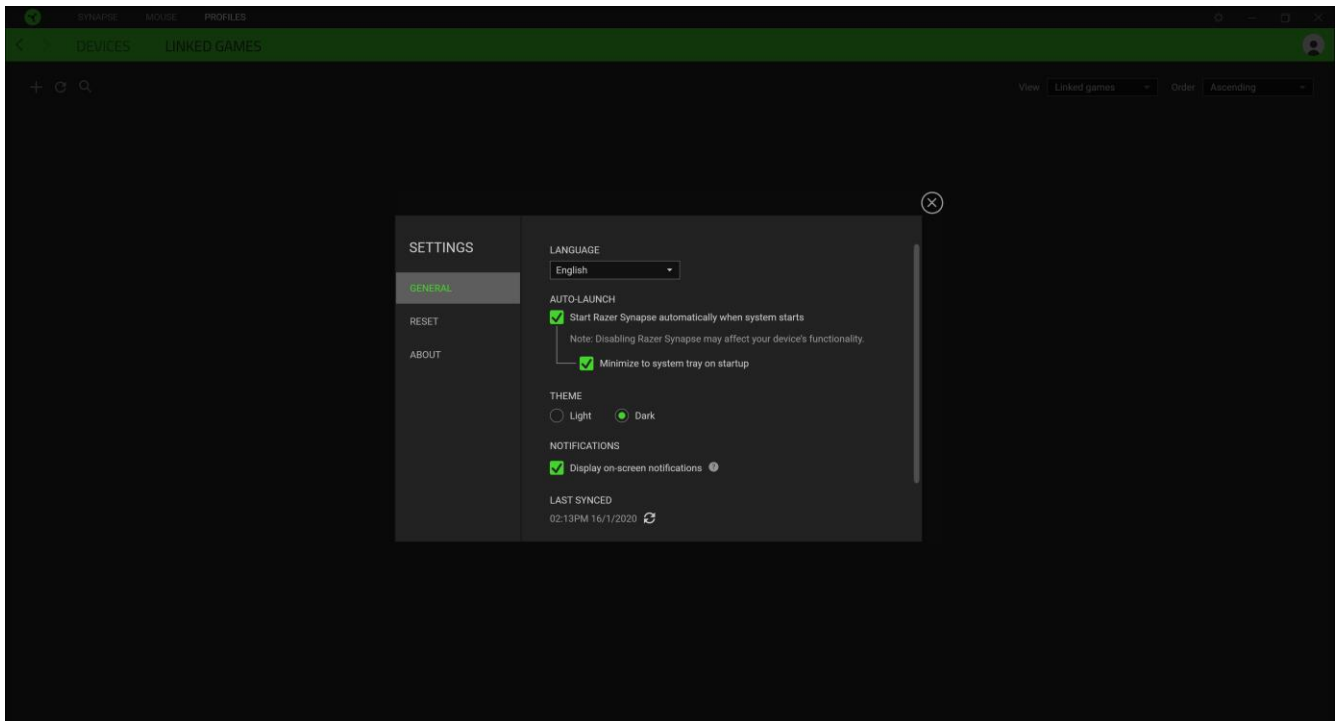 SYNAPSE MOUSE PROFILES
DEVICES LINKED GAMES
View Linked games Order Ascending
SETTINGS
GENERAL
RESET
ABOUT
LANGUAGE
English
AUTO-LAUNCH
Start Razer Synapse automatically when system starts
Note: Disabling Razer Synapse may affect your device's functionality.
Minimize to system tray on startup
THEME
Light Dark
NOTIFICATIONS
Display on-screen notifications ?
LAST SYNCED
02:13PM 16/1/2020